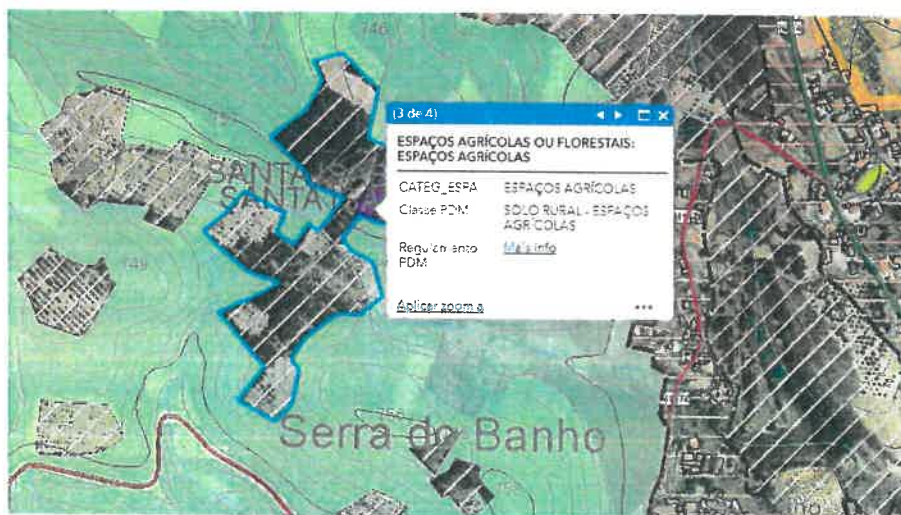 746
(3 de 4)
ESPAÇOS AGRÍCOLAS OU FLORESTAIS:
ESPAÇOS AGRÍCOLAS
CATEG_ESPA ESPAÇOS AGRÍCOLAS
Classe PDM SOLO RURAL - ESPAÇOS
AGRÍCOLAS
Regulamento Mais info
PDM
Aplicar zoom a
•••
SANTA
SANTA
749
Serra do Banho